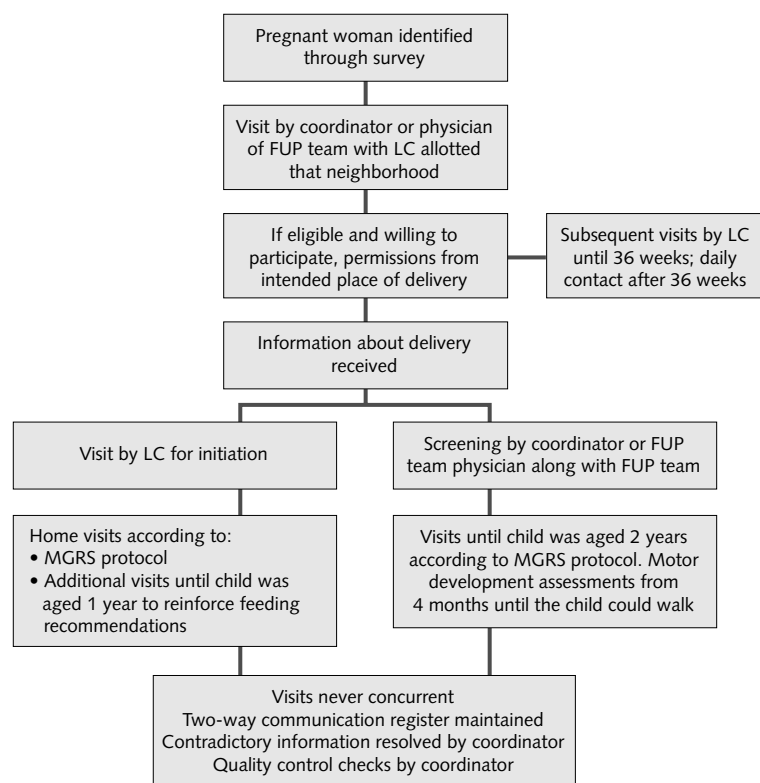 Pregnant woman identified
through survey
Visit by coordinator or physician
of FUP team with LC allotted
that neighborhood
If eligible and willing to
participate, permissions from
intended place of delivery
Subsequent visits by LC
until 36 weeks; daily
contact after 36 weeks
Information about delivery
received
Visit by LC for initiation
Screening by coordinator or FUP
team physician along with FUP team
Home visits according to:
• MGRS protocol
• Additional visits until child was
aged 1 year to reinforce feeding
recommendations
Visits until child was aged 2 years
according to MGRS protocol. Motor
development assessments from
4 months until the child could walk
Visits never concurrent
Two-way communication register maintained
Contradictory information resolved by coordinator
Quality control checks by coordinator